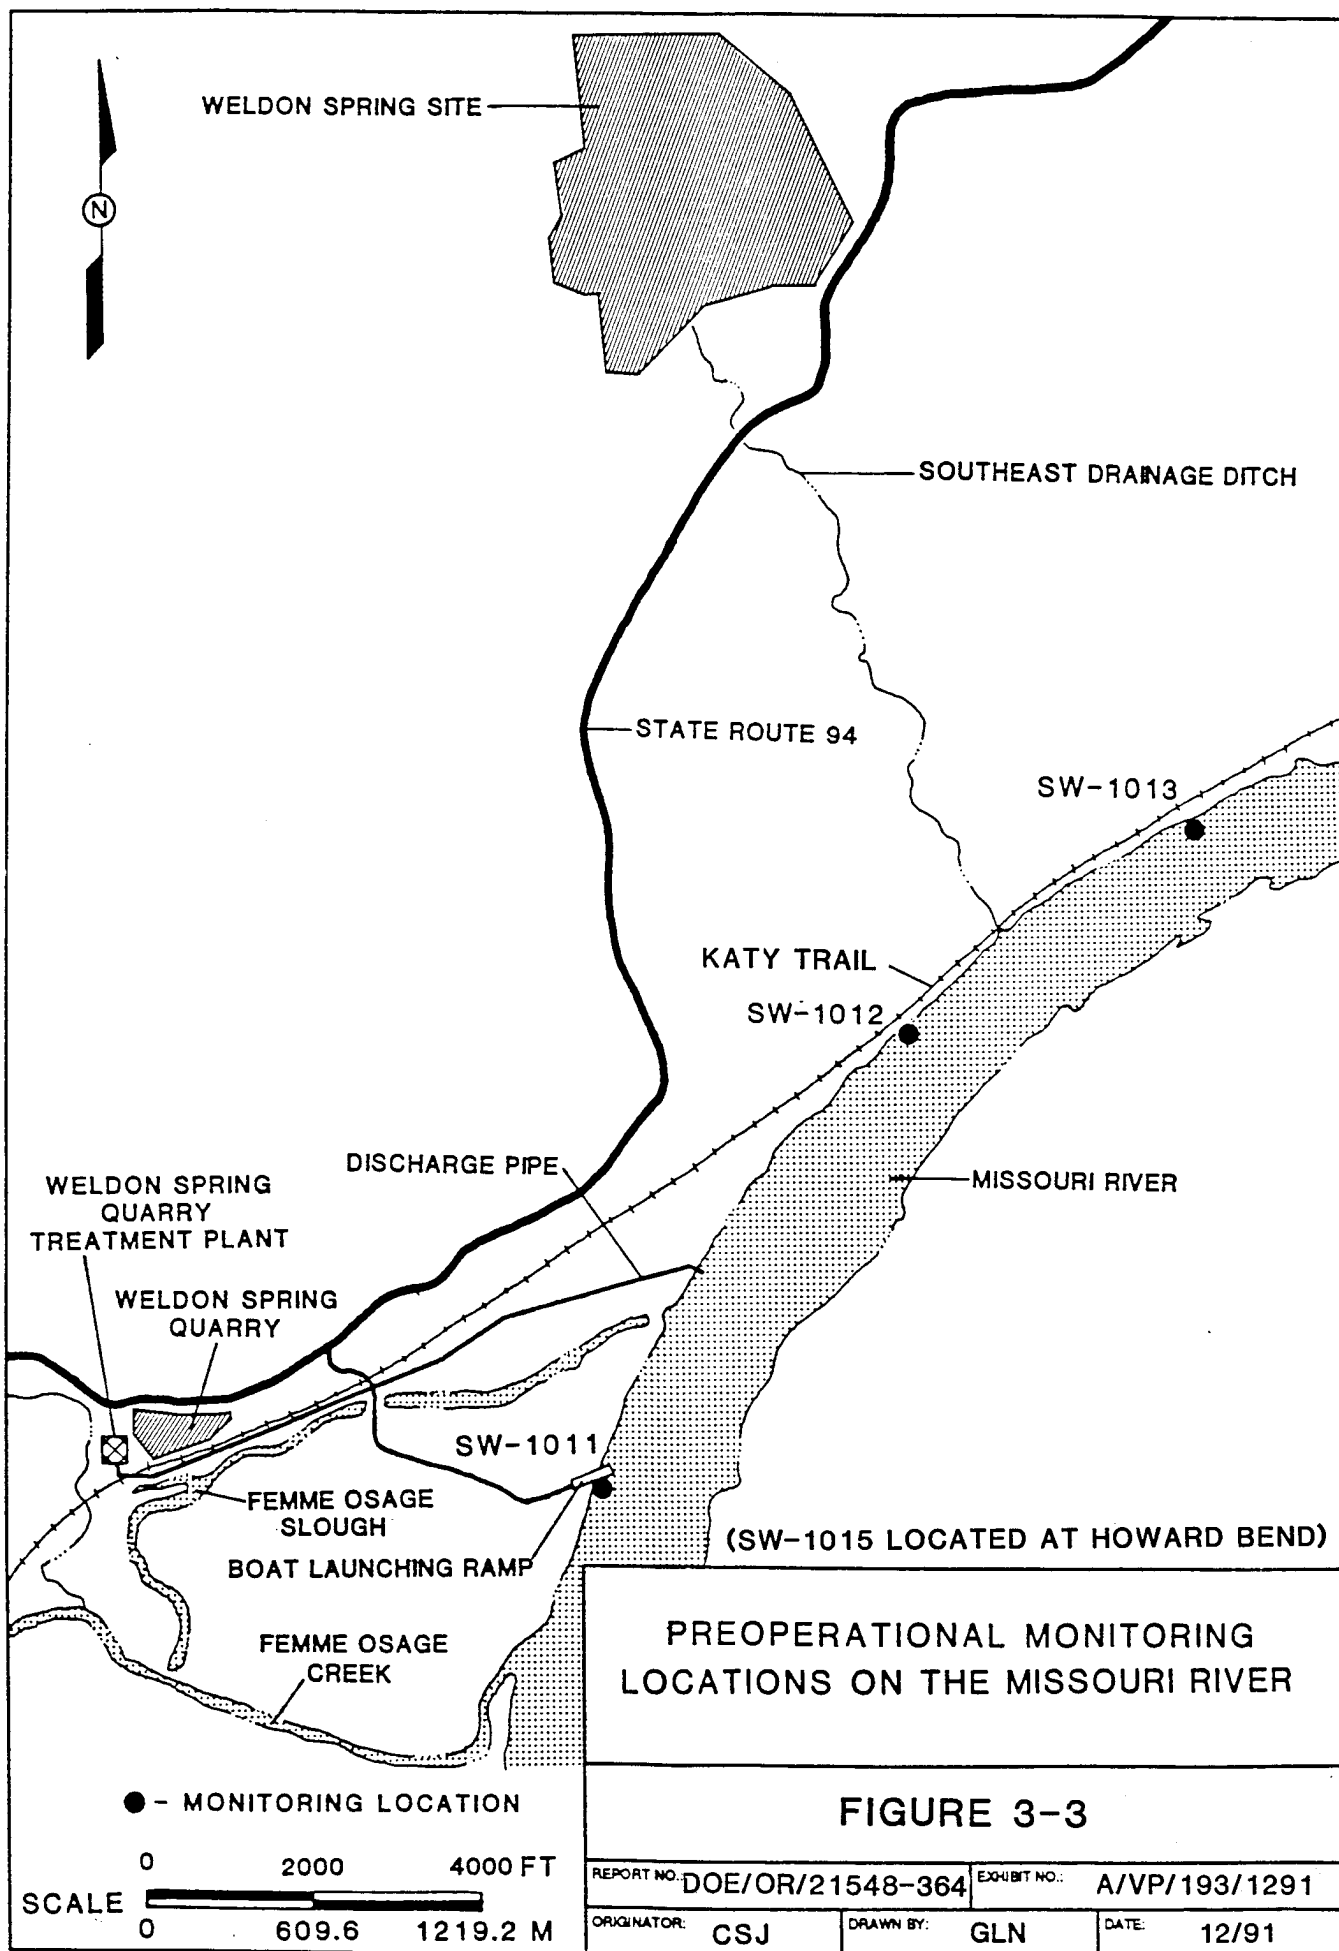 WELDON SPRING SITE
N
SOUTHEAST DRAINAGE DITCH
STATE ROUTE 94
SW-1013
KATY TRAIL
SW-1012
DISCHARGE PIPE
MISSOURI RIVER
WELDON SPRING
QUARRY
TREATMENT PLANT
WELDON SPRING
QUARRY
SW-1011
FEMME OSAGE
SLOUGH
BOAT LAUNCHING RAMP
(SW-1015 LOCATED AT HOWARD BEND)
FEMME OSAGE
CREEK
PREOPERATIONAL MONITORING
LOCATIONS ON THE MISSOURI RIVER
- MONITORING LOCATION
FIGURE 3-3
0 2000 4000 FT
SCALE
0 609.6 1219.2 M
REPORT NO.: DOE/OR/21548-364 EXHIBIT NO.: A/VP/193/1291
ORIGINATOR: CSJ DRAWN BY: GLN DATE: 12/91